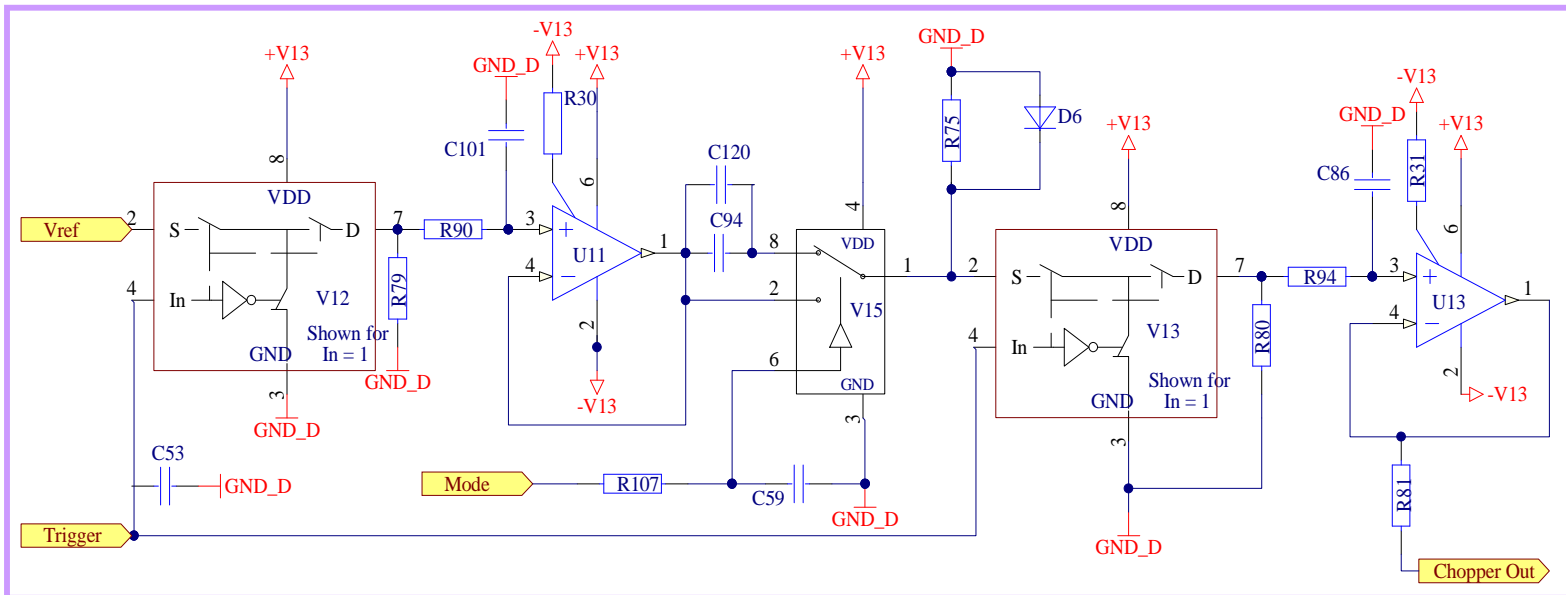 +V13
8
VDD
Vref
2
S
D
7
4
In
V12
Shown for
In = 1
GND
3
GND_D
R79
GND_D
R90
GND_D
C101
-V13
R30
+V13
6
3
+
U11
4
−
1
2
-V13
C120
C94
+V13
4
8
VDD
2
V15
1
6
GND
3
GND_D
R75
D6
+V13
8
VDD
2
S
D
7
4
In
V13
Shown for
In = 1
GND
3
GND_D
R80
R94
GND_D
C86
-V13
R31
+V13
6
3
+
U13
4
−
1
2
-V13
R81
Chopper Out
C53
GND_D
Mode
R107
C59
GND_D
Trigger